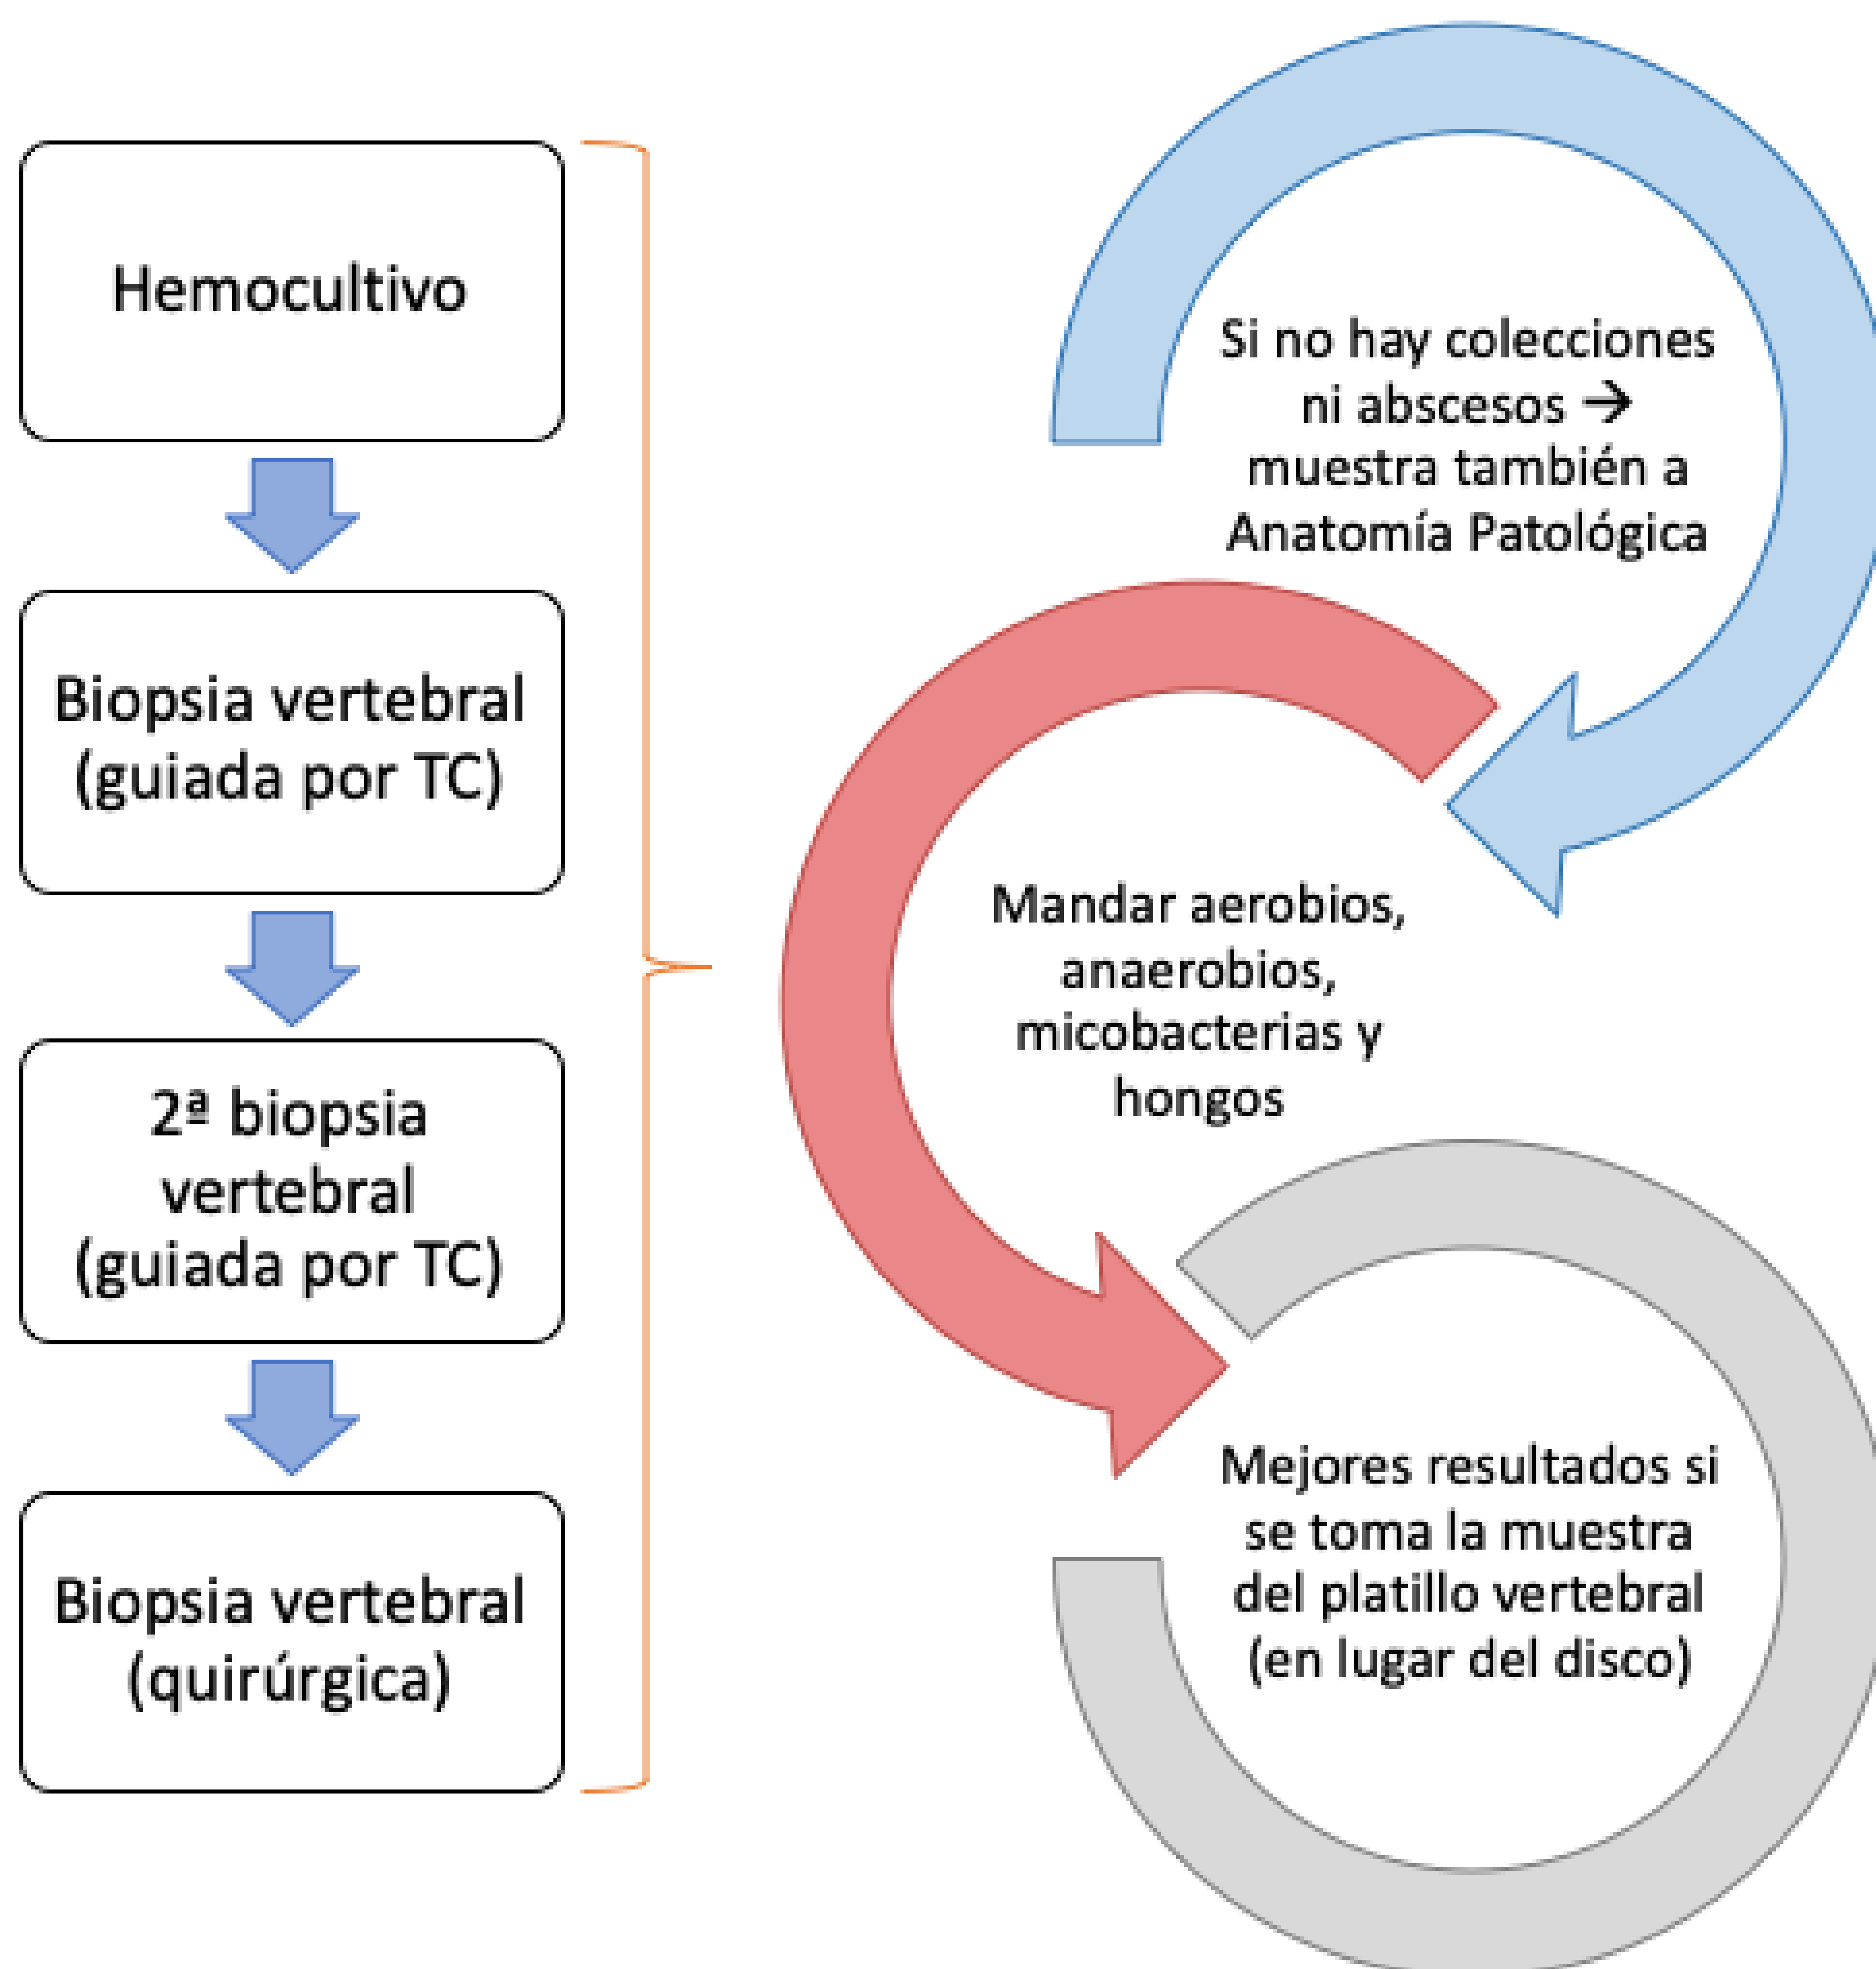 Hemocultivo
Biopsia vertebral
(guiada por TC)
2ª biopsia
vertebral
(guiada por TC)
Biopsia vertebral
(quirúrgica)
Si no hay colecciones
ni abscesos →
muestra también a
Anatomía Patológica
Mandar aerobios,
anaerobios,
micobacterias y
hongos
Mejores resultados si
se toma la muestra
del platillo vertebral
(en lugar del disco)